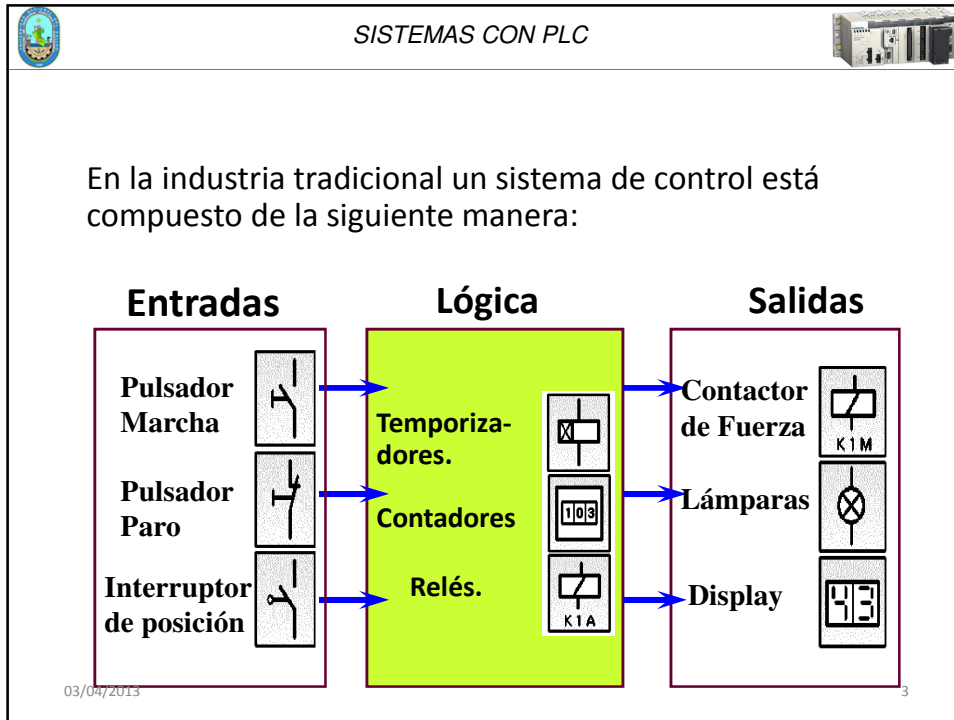 SISTEMAS CON PLC
En la industria tradicional un sistema de control está
compuesto de la siguiente manera:
Entradas
Pulsador
Marcha
Pulsador
Paro
Interruptor
de posición
Lógica
Temporiza-
dores.
Contadores
103
Relés.
K1A
Salidas
Contactor
de Fuerza
K1M
Lámparas
Display
43
03/04/2013
3